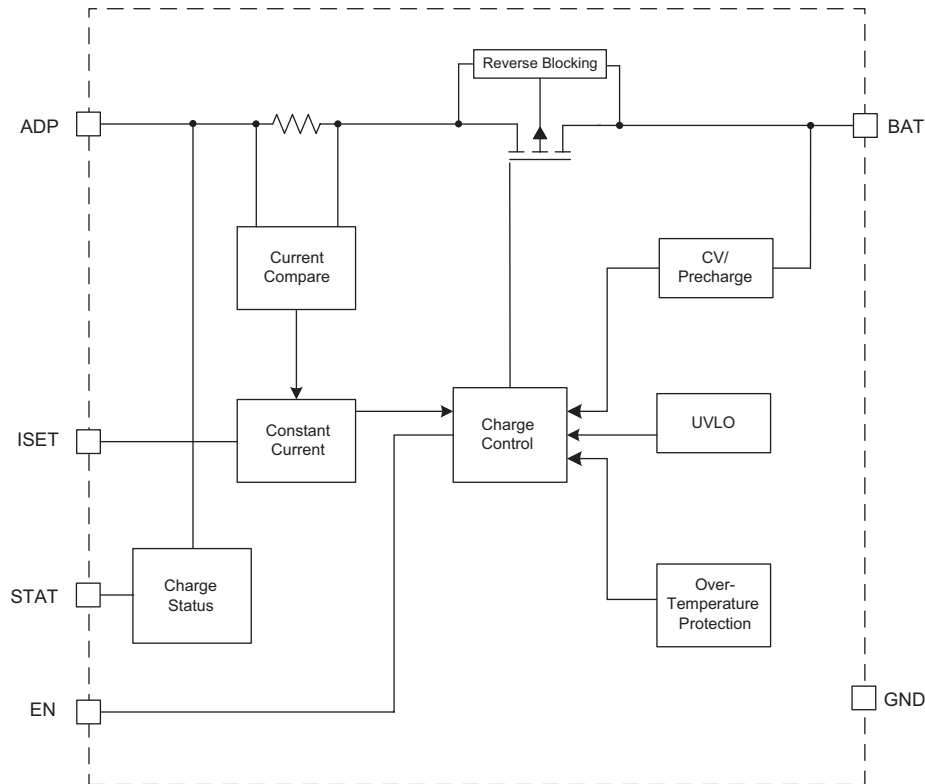 Reverse Blocking
ADP
BAT
Current
Compare
CV/
Precharge
ISET
Constant
Current
Charge
Control
UVLO
STAT
Charge
Status
Over-
Temperature
Protection
EN
GND